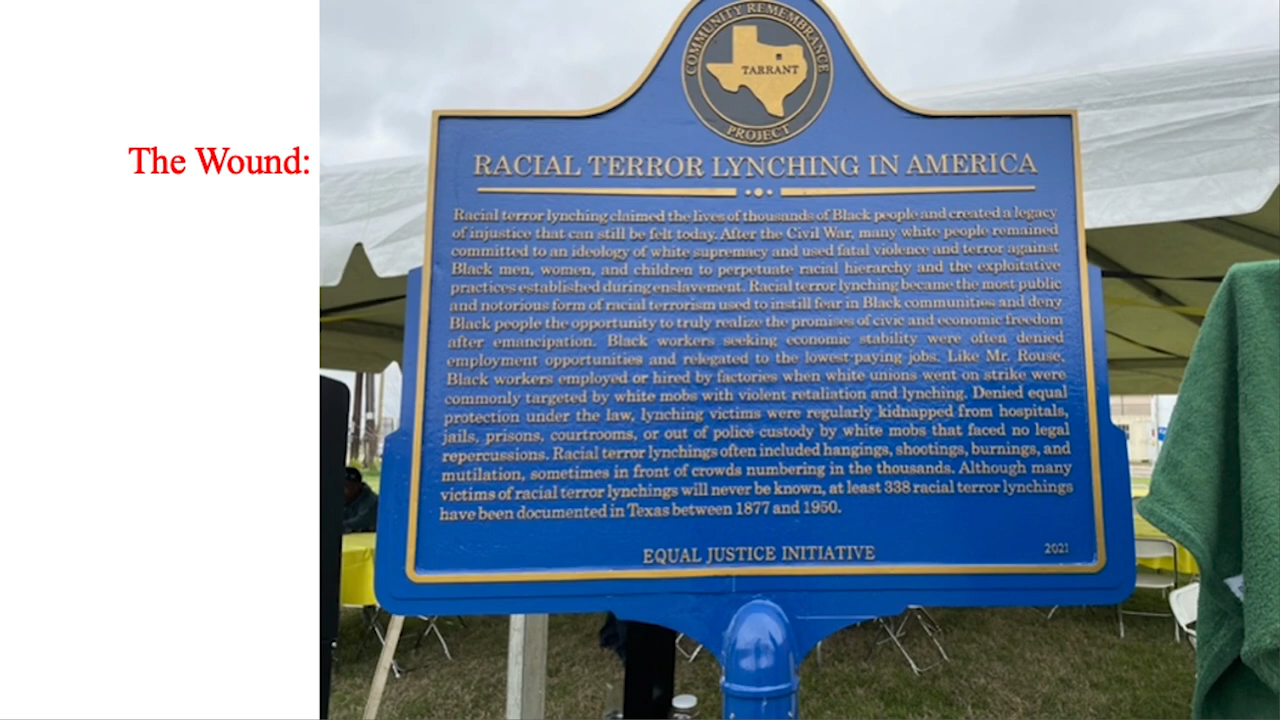 The Wound:
COMMUNITY REMEMBRANCE
TARRANT
PROJECT
RACIAL TERROR LYNCHING IN AMERICA
Racial terror lynching claimed the lives of thousands of Black people and created a legacy
of injustice that can still be felt today. After the Civil War, many white people remained
committed to an ideology of white supremacy and used fatal violence and terror against
Black men, women, and children to perpetuate racial hierarchy and the exploitative
practices established during enslavement. Racial terror lynching became the most public
and notorious form of racial terrorism used to instill fear in Black communities and deny
Black people the opportunity to truly realize the promises of civic and economic freedom
after emancipation. Black workers seeking economic stability were often denied
employment opportunities and relegated to the lowest-paying jobs. Like Mr. Rouse,
Black workers employed or hired by factories when white unions went on strike were
commonly targeted by white mobs with violent retaliation and lynching. Denied equal
protection under the law, lynching victims were regularly kidnapped from hospitals,
jails, prisons, courtrooms, or out of police custody by white mobs that faced no legal
repercussions. Racial terror lynchings often included hangings, shootings, burnings, and
mutilation, sometimes in front of crowds numbering in the thousands. Although many
victims of racial terror lynchings will never be known, at least 338 racial terror lynchings
have been documented in Texas between 1877 and 1950.
EQUAL JUSTICE INITIATIVE
2021